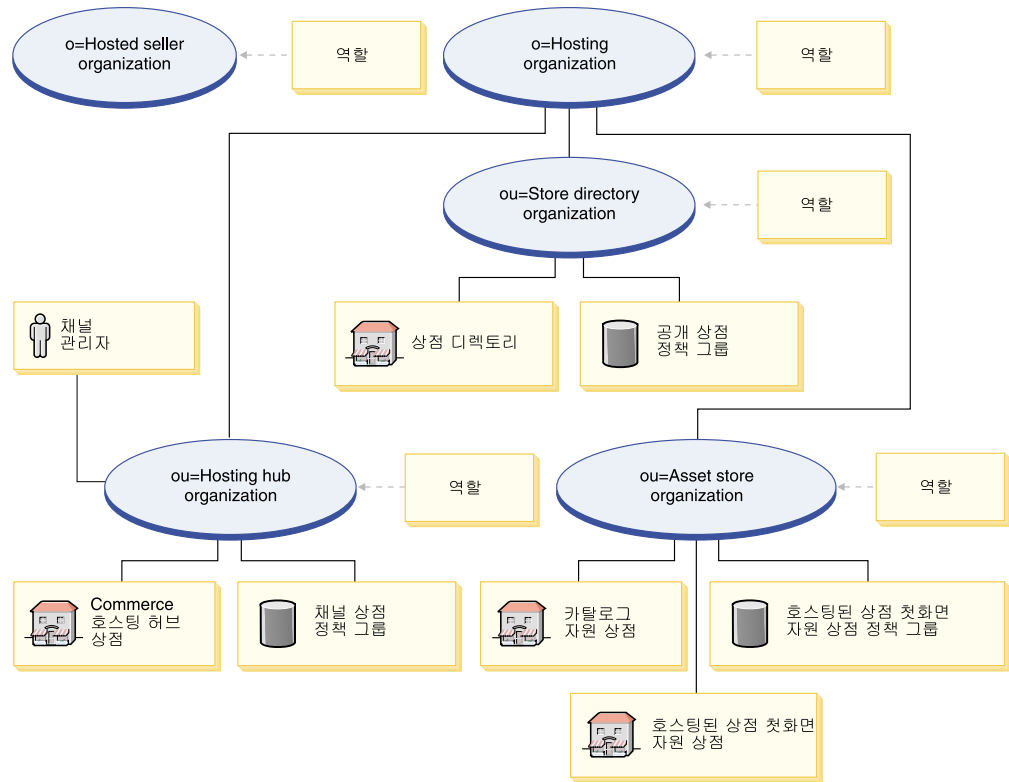 o=Hosted seller
organization
역할
o=Hosting
organization
역할
ou=Store directory
organization
역할
채널
관리자
상점 디렉토리
공개 상점
정책 그룹
ou=Hosting hub
organization
역할
ou=Asset store
organization
역할
Commerce
호스팅 허브
상점
채널 상점
정책 그룹
카탈로그
자원 상점
호스팅된 상점 첫화면
자원 상점 정책 그룹
호스팅된 상점 첫화면
자원 상점